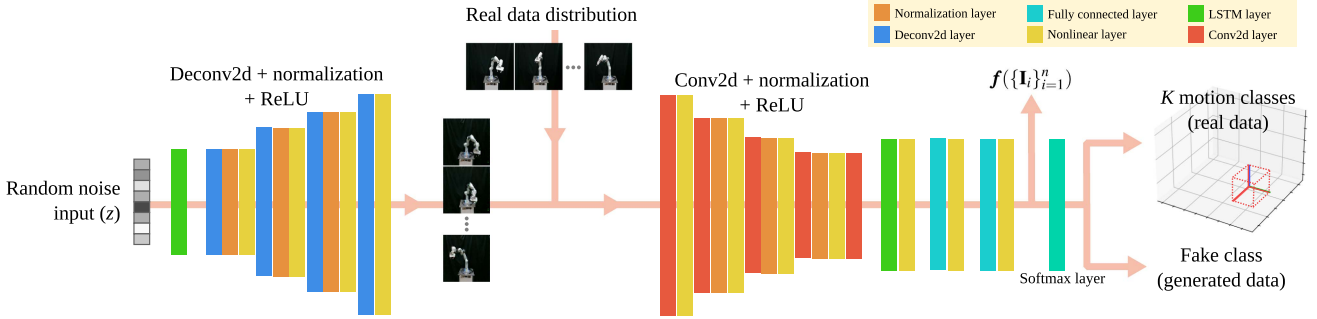 Real data distribution
Normalization layer
Fully connected layer
LSTM layer
Deconv2d layer
Nonlinear layer
Conv2d layer
Deconv2d + normalization
+ ReLU
Conv2d + normalization
+ ReLU
f({I_i}_{i=1}^n)
K motion classes
(real data)
Random noise
input (z)
Fake class
(generated data)
Softmax layer